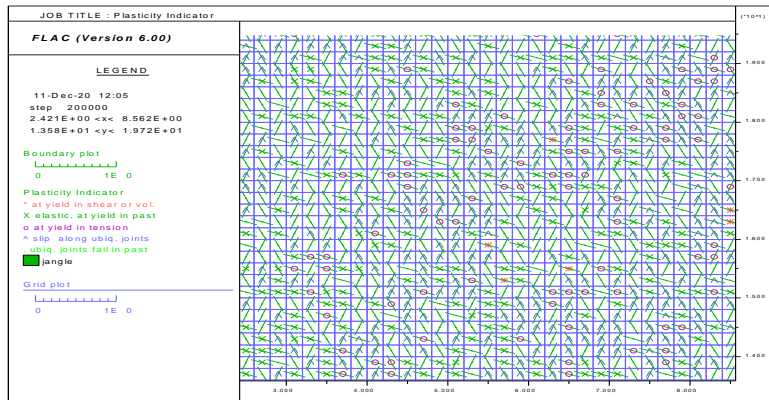 JOB TITLE : Plasticity Indicator
(*10^1)
FLAC (Version 6.00)
LEGEND
11-Dec-20 12:05
step 200000
2.421E+00 <x< 8.562E+00
1.358E+01 <y< 1.972E+01
Boundary plot
0 1E 0
Plasticity Indicator
* at yield in shear or vol.
X elastic, at yield in past
o at yield in tension
^ slip along ubiq. joints
. ubiq. joints fail in past
jangle
Grid plot
0 1E 0
1.900
1.800
1.700
1.600
1.500
1.400
3.000 4.000 5.000 6.000 7.000 8.000